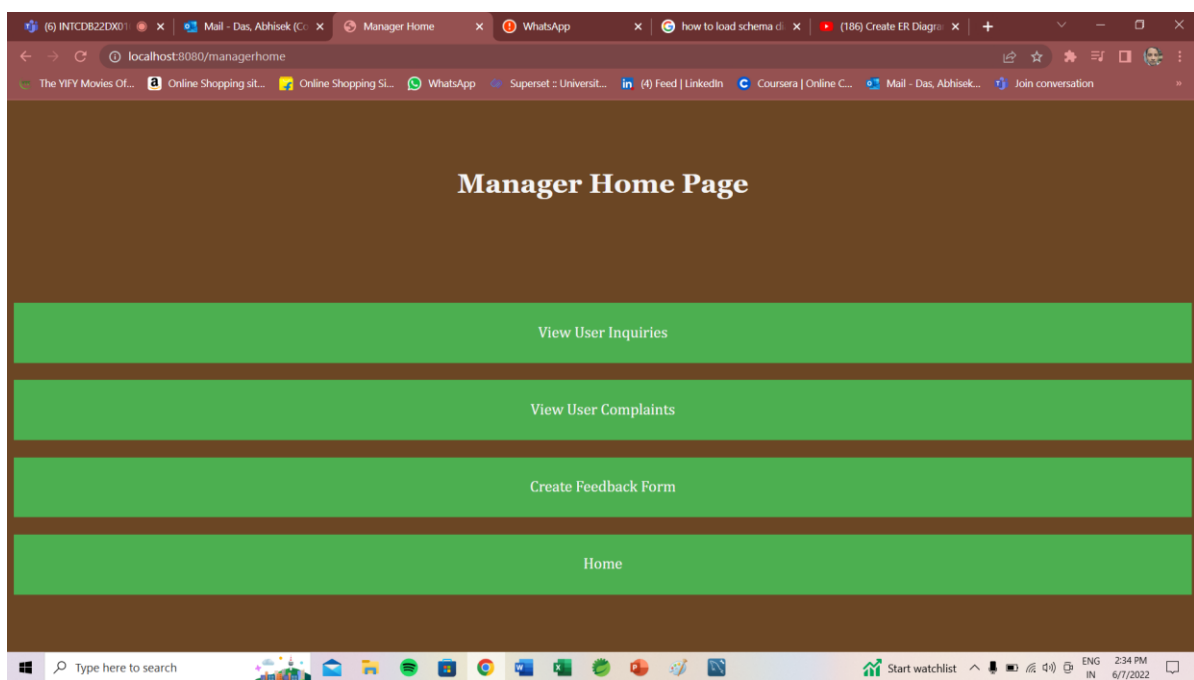 (6) INTCDB22DX01
Mail - Das, Abhisek (Co
Manager Home
WhatsApp
how to load schema di
(186) Create ER Diagra
localhost:8080/managerhome
The YIFY Movies Of...
Online Shopping sit...
Online Shopping Si...
WhatsApp
Superset :: Universit...
(4) Feed | LinkedIn
Coursera | Online C...
Mail - Das, Abhisek...
Join conversation
Manager Home Page
View User Inquiries
View User Complaints
Create Feedback Form
Home
Type here to search
Start watchlist
ENG
IN
2:34 PM
6/7/2022